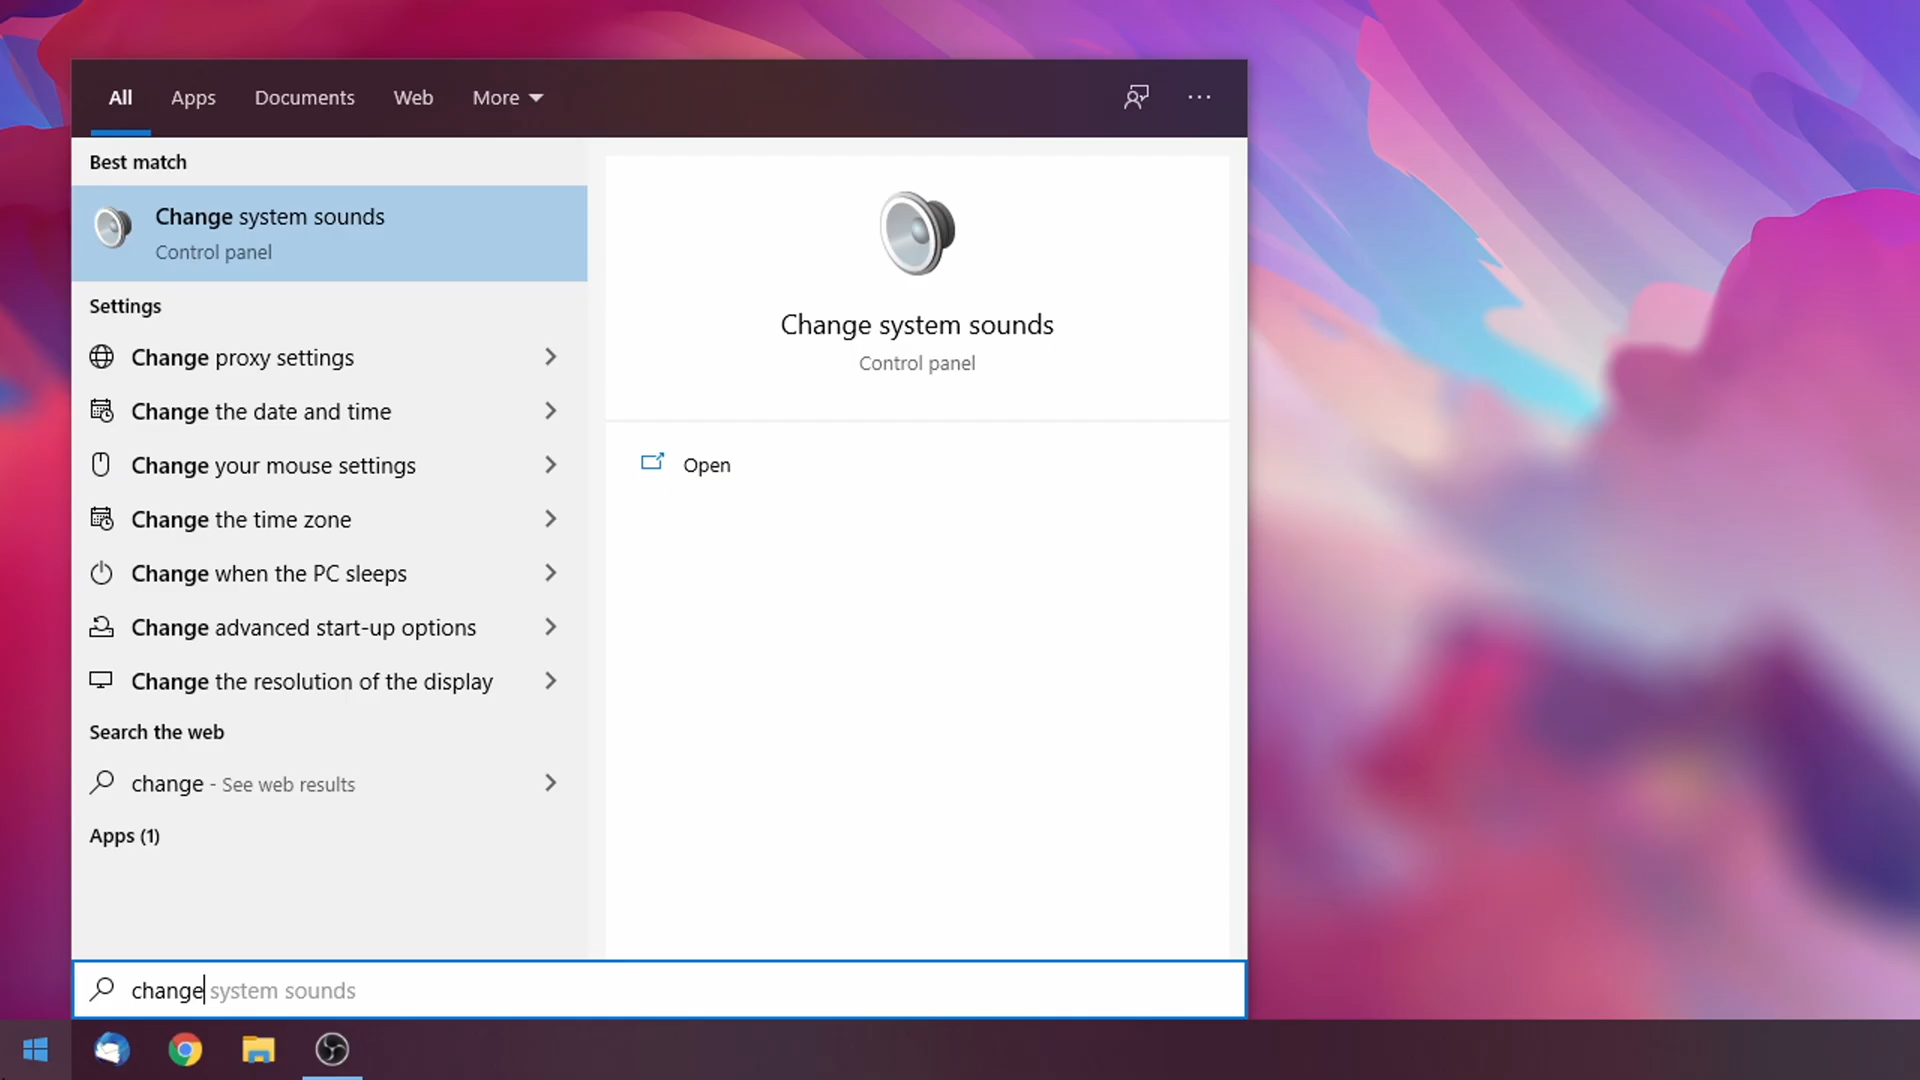 All Apps Documents Web More
Best match
Change system sounds
Control panel
Settings
Change proxy settings
Change the date and time
Change your mouse settings
Change the time zone
Change when the PC sleeps
Change advanced start-up options
Change the resolution of the display
Search the web
change - See web results
Apps (1)
Change system sounds
Control panel
Open
change system sounds